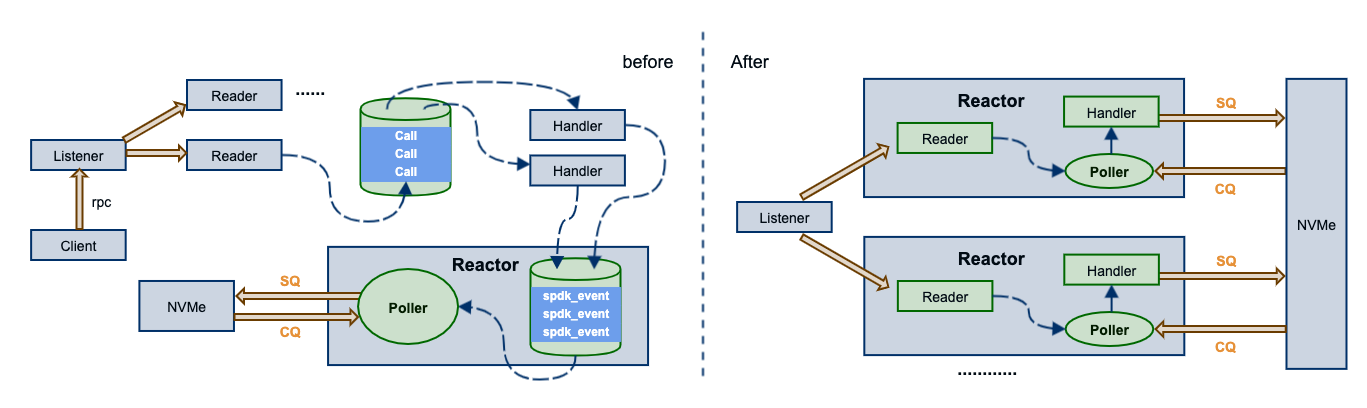 before
After
Reader
......
Listener
Reader
rpc
Client
Call
Call
Call
Handler
Handler
Reactor
NVMe
SQ
CQ
Poller
spdk_event
spdk_event
spdk_event
Listener
Reactor
Reader
Handler
Poller
SQ
CQ
Reactor
Reader
Handler
Poller
SQ
CQ
NVMe
............